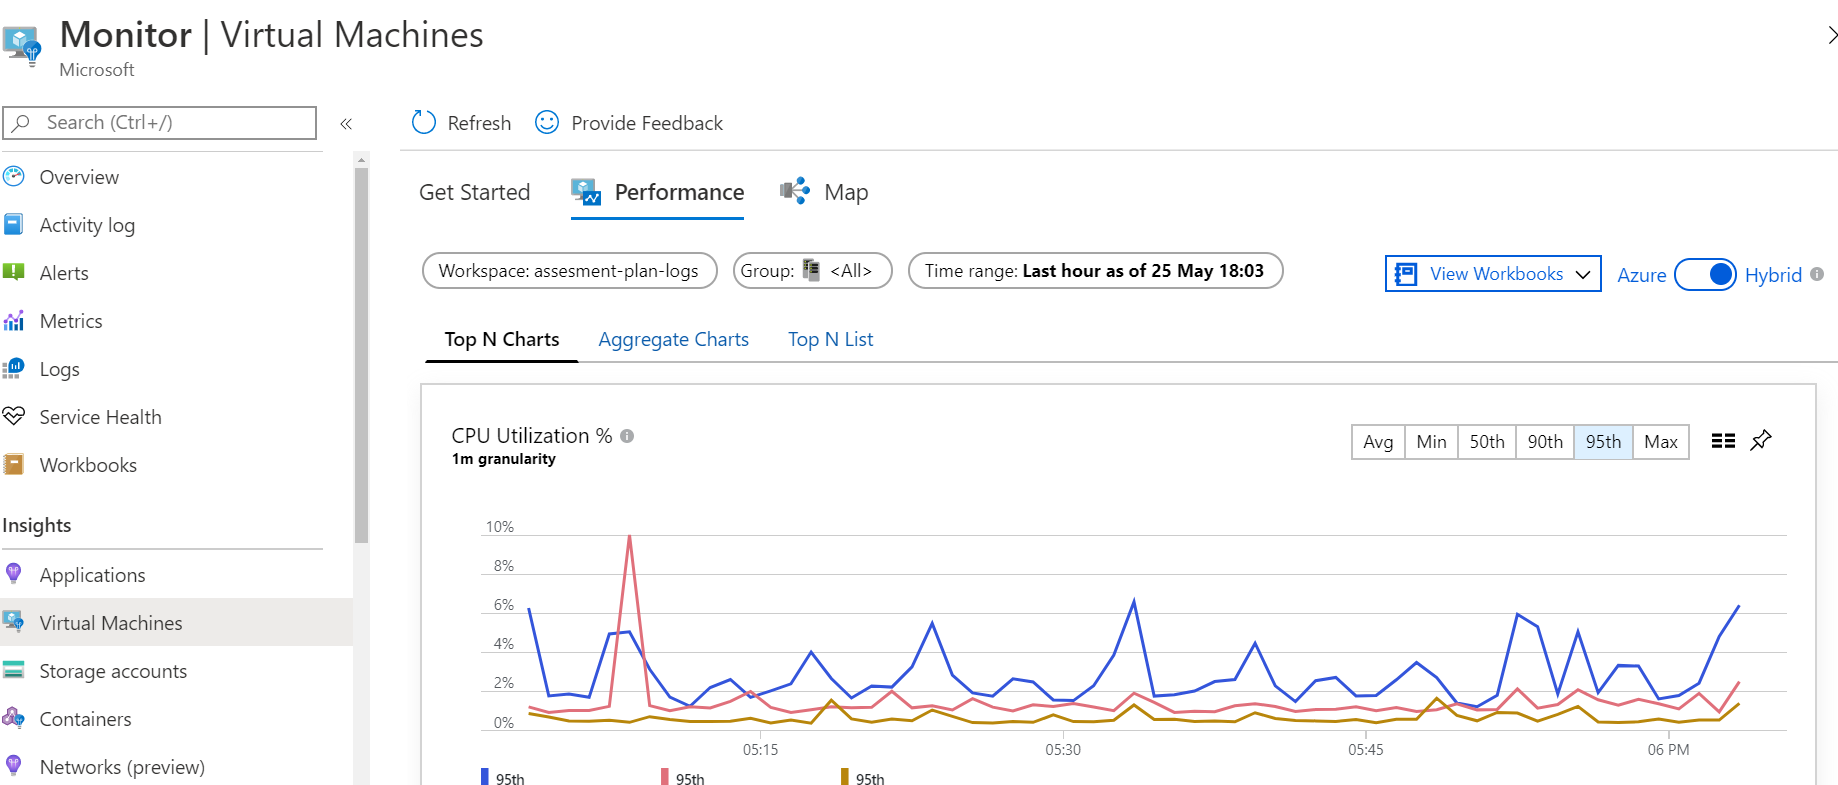 Monitor | Virtual Machines
Microsoft
Search (Ctrl+/)
«
Overview
Activity log
Alerts
Metrics
Logs
Service Health
Workbooks
Insights
Applications
Virtual Machines
Storage accounts
Containers
Networks (preview)
Refresh
Provide Feedback
Get Started
Performance
Map
Workspace: assesment-plan-logs
Group: <All>
Time range: Last hour as of 25 May 18:03
View Workbooks
Azure
Hybrid
Top N Charts
Aggregate Charts
Top N List
CPU Utilization %
1m granularity
Avg
Min
50th
90th
95th
Max
10%
8%
6%
4%
2%
0%
05:15
05:30
05:45
06 PM
95th
95th
95th